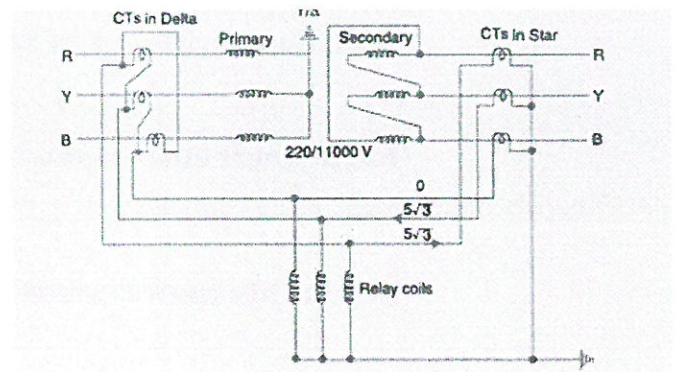 CTs in Delta
Primary
Secondary
CTs in Star
R
R
Y
Y
B
B
220/11000 V
0
5√3
5√3
Relay coils